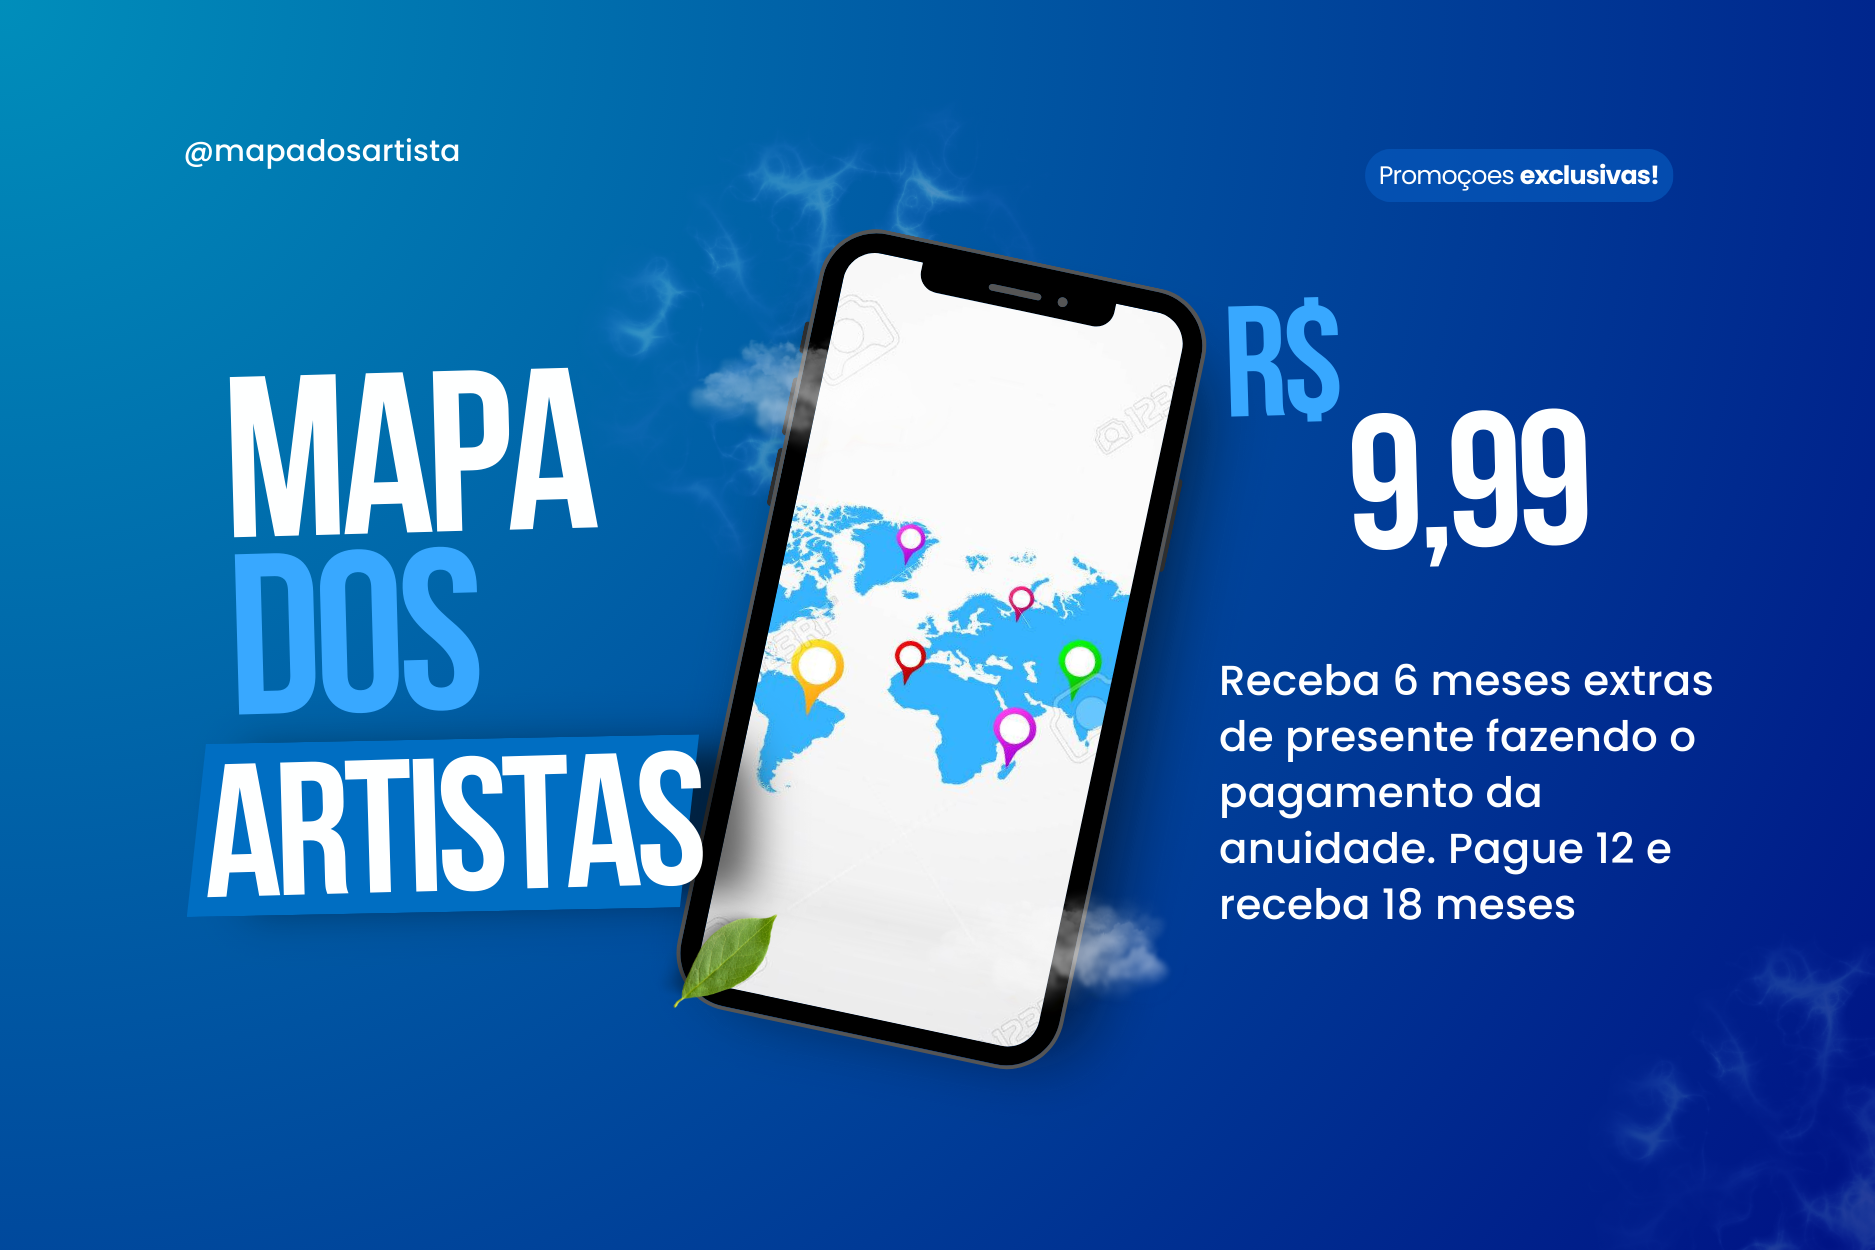 @mapadosartista
Promoçoes exclusivas!
MAPA
DOS
ARTISTAS
R$
9,99
Receba 6 meses extras
de presente fazendo o
pagamento da
anuidade. Pague 12 e
receba 18 meses